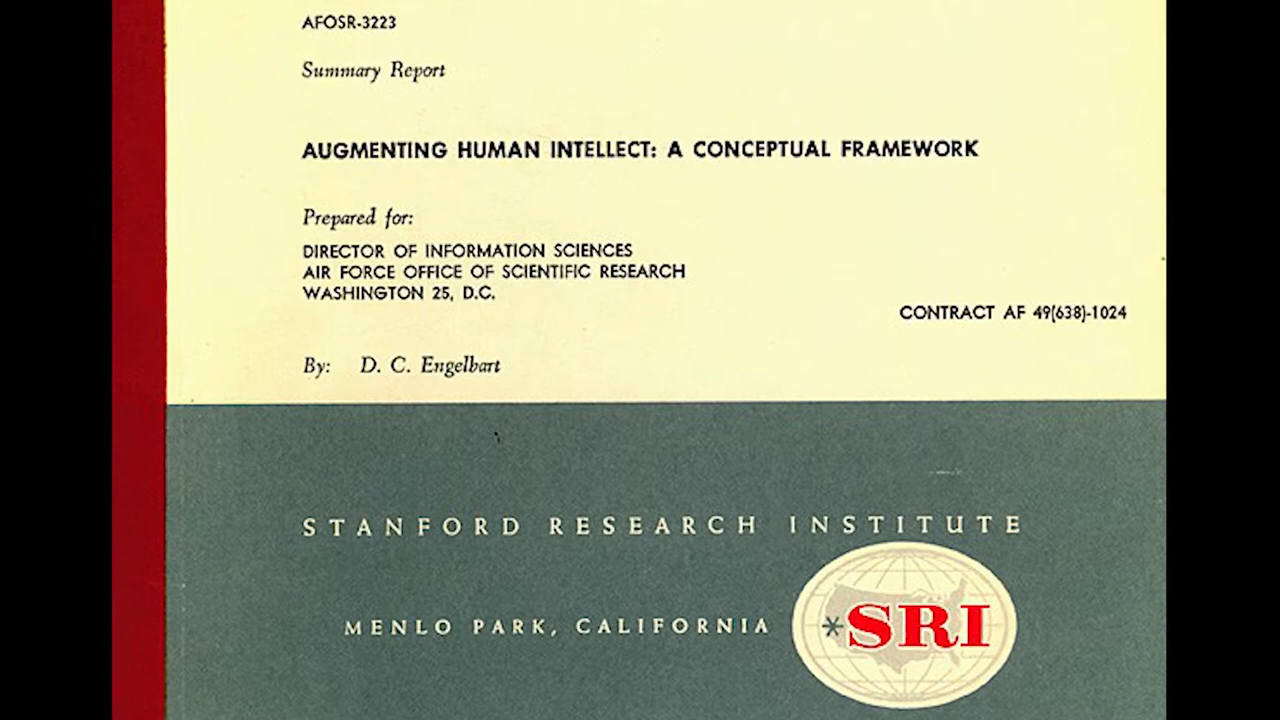 AFOSR-3223
Summary Report
AUGMENTING HUMAN INTELLECT: A CONCEPTUAL FRAMEWORK
Prepared for:
DIRECTOR OF INFORMATION SCIENCES
AIR FORCE OFFICE OF SCIENTIFIC RESEARCH
WASHINGTON 25, D.C.
CONTRACT AF 49(638)-1024
By: D. C. Engelbart
STANFORD RESEARCH INSTITUTE
MENLO PARK, CALIFORNIA
*SRI